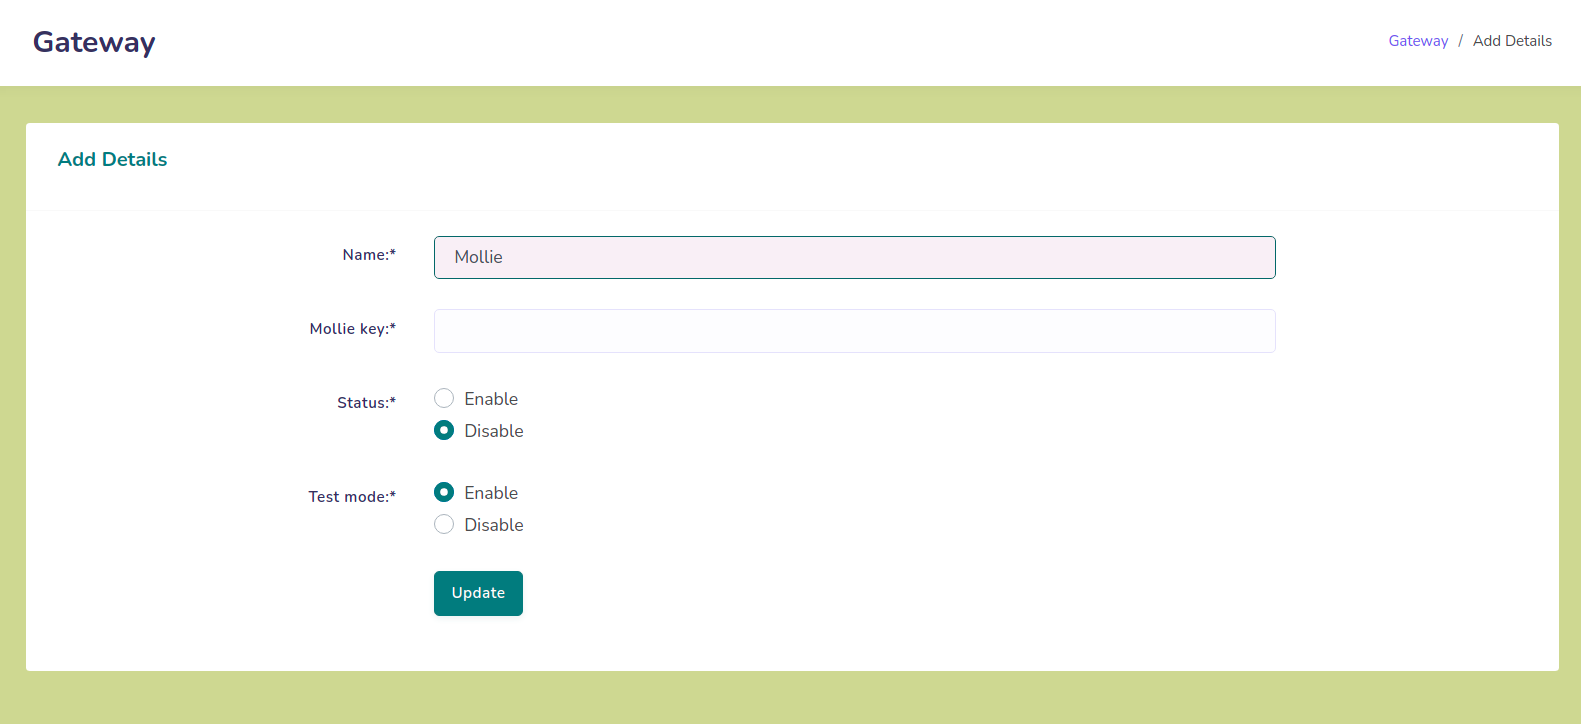 Gateway
Gateway / Add Details
Add Details
Name:*
Mollie
Mollie key:*
Status:*
Enable
Disable
Test mode:*
Enable
Disable
Update